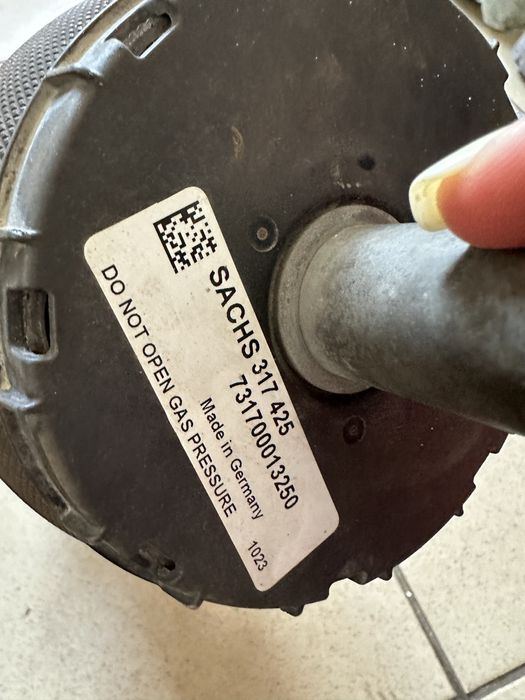 SACHS 317 425
731700013250
Made in Germany
DO NOT OPEN GAS PRESSURE 1023